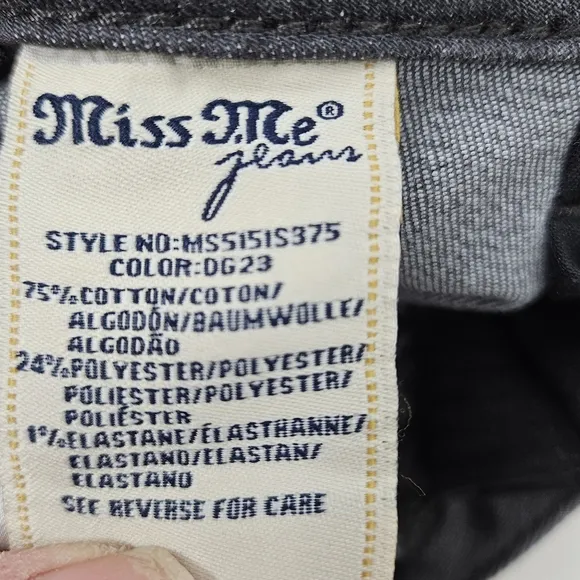 Miss Me®
jeans
STYLE NO:MS5151S375
COLOR:DG23
75%COTTON/COTON/
ALGODÓN/BAUMWOLLE/
ALGODÃO
24%POLYESTER/POLYESTER/
POLIÉSTER/POLYESTER/
POLIÉSTER
1%ELASTANE/ÉLASTHANNE/
ELASTANO/ELASTAN/
ELASTANO
SEE REVERSE FOR CARE